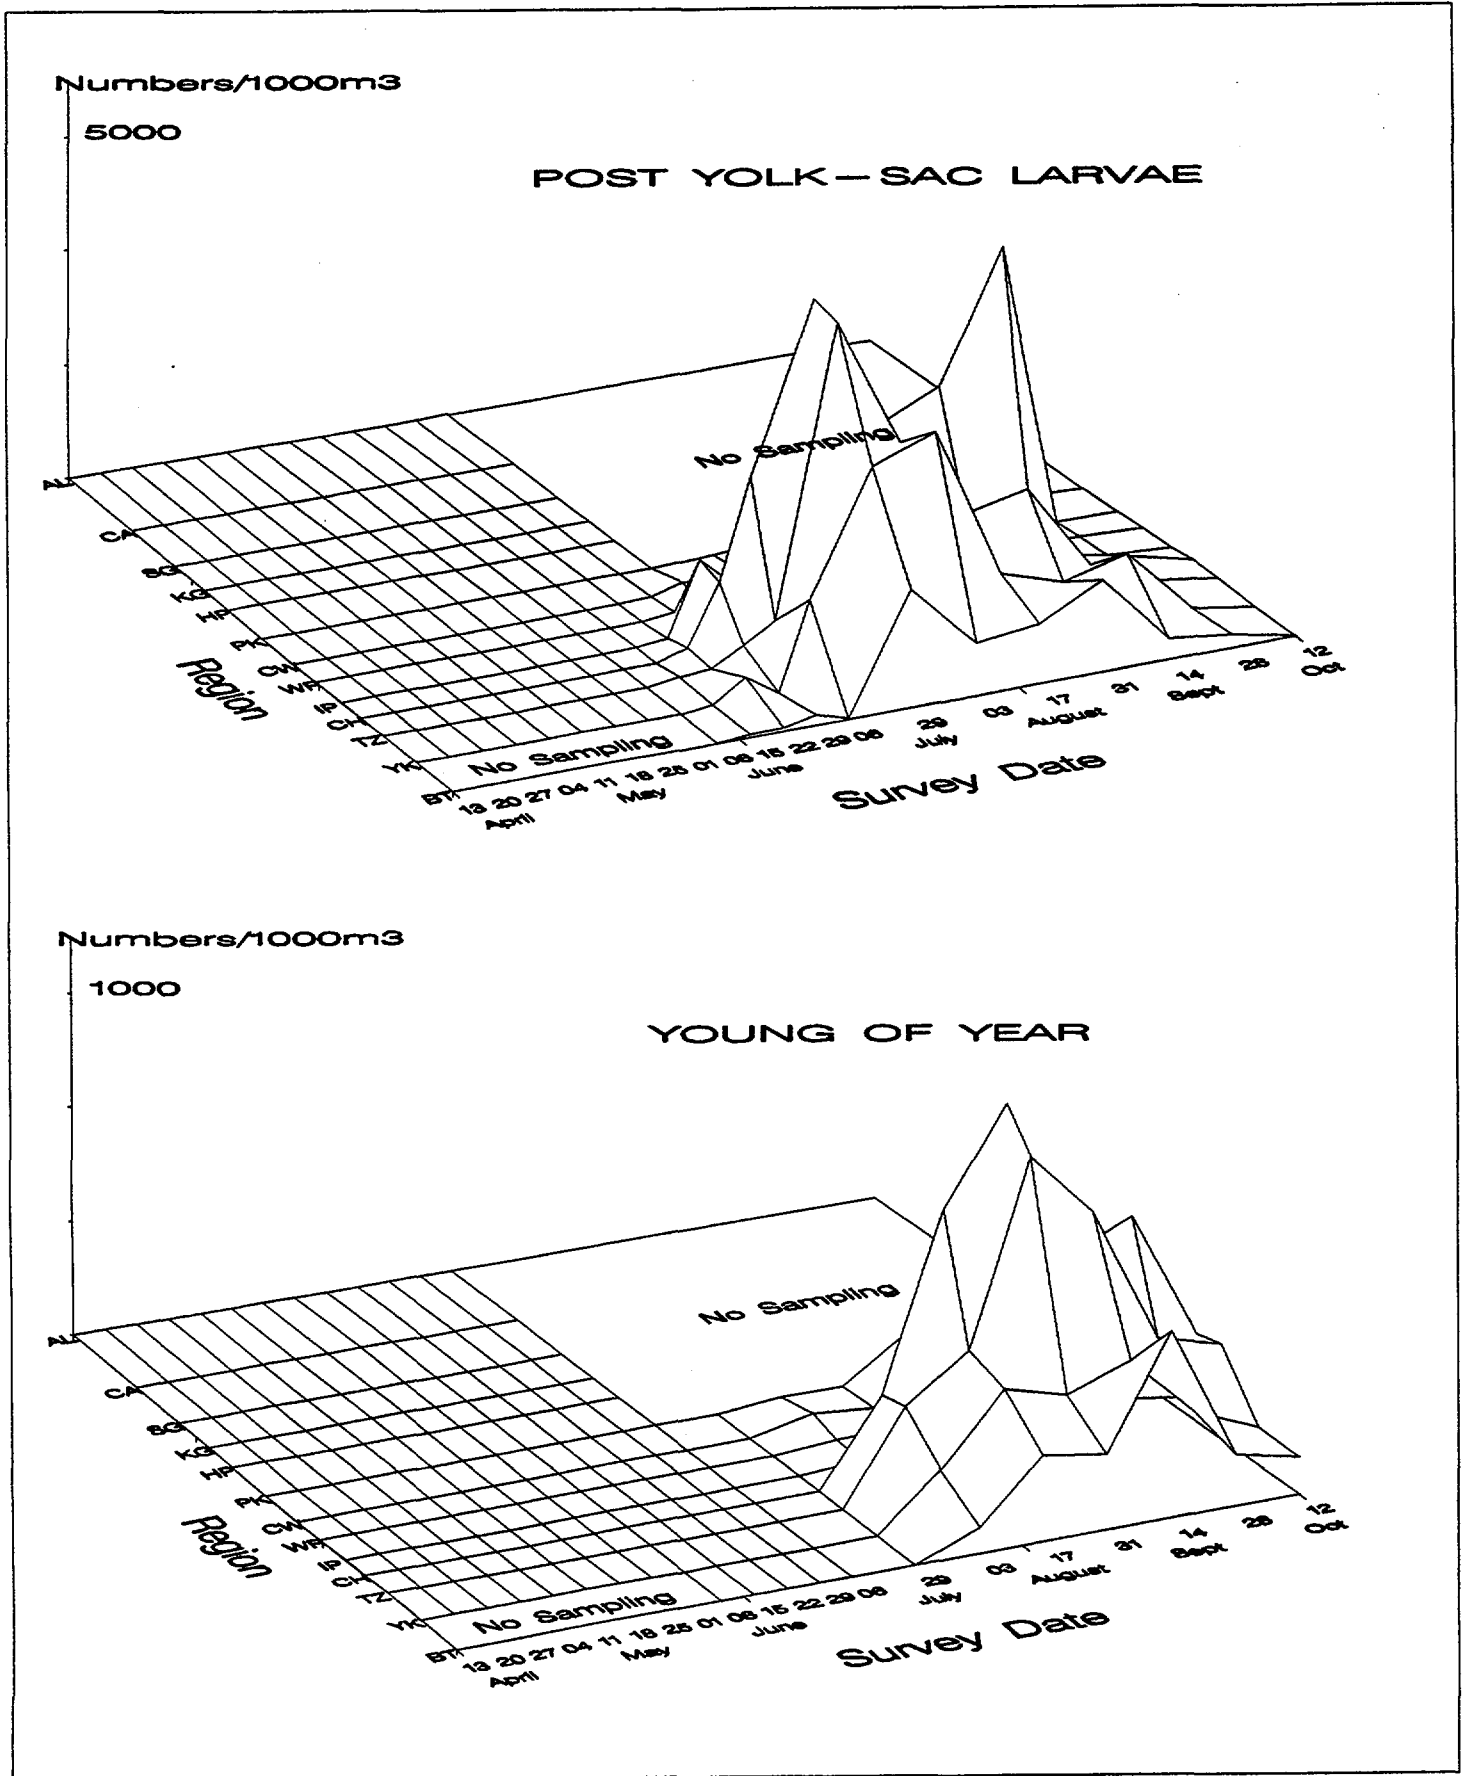 Numbers/1000m3
5000
POST YOLK-SAC LARVAE
No Sampling
AL
CA
SG
KG
HP
PK
CW
WP
IP
CH
TZ
YK
BT
Region
No Sampling
13 20 27 04 11 18 25 01 08 15 22 29 06 29 03 17 31 14 28 12
April May June July August Sept Oct
Survey Date
Numbers/1000m3
1000
YOUNG OF YEAR
No Sampling
AL
CA
SG
KG
HP
PK
CW
WP
IP
CH
TZ
YK
BT
Region
No Sampling
13 20 27 04 11 18 25 01 08 15 22 29 06 29 03 17 31 14 28 12
April May June July August Sept Oct
Survey Date